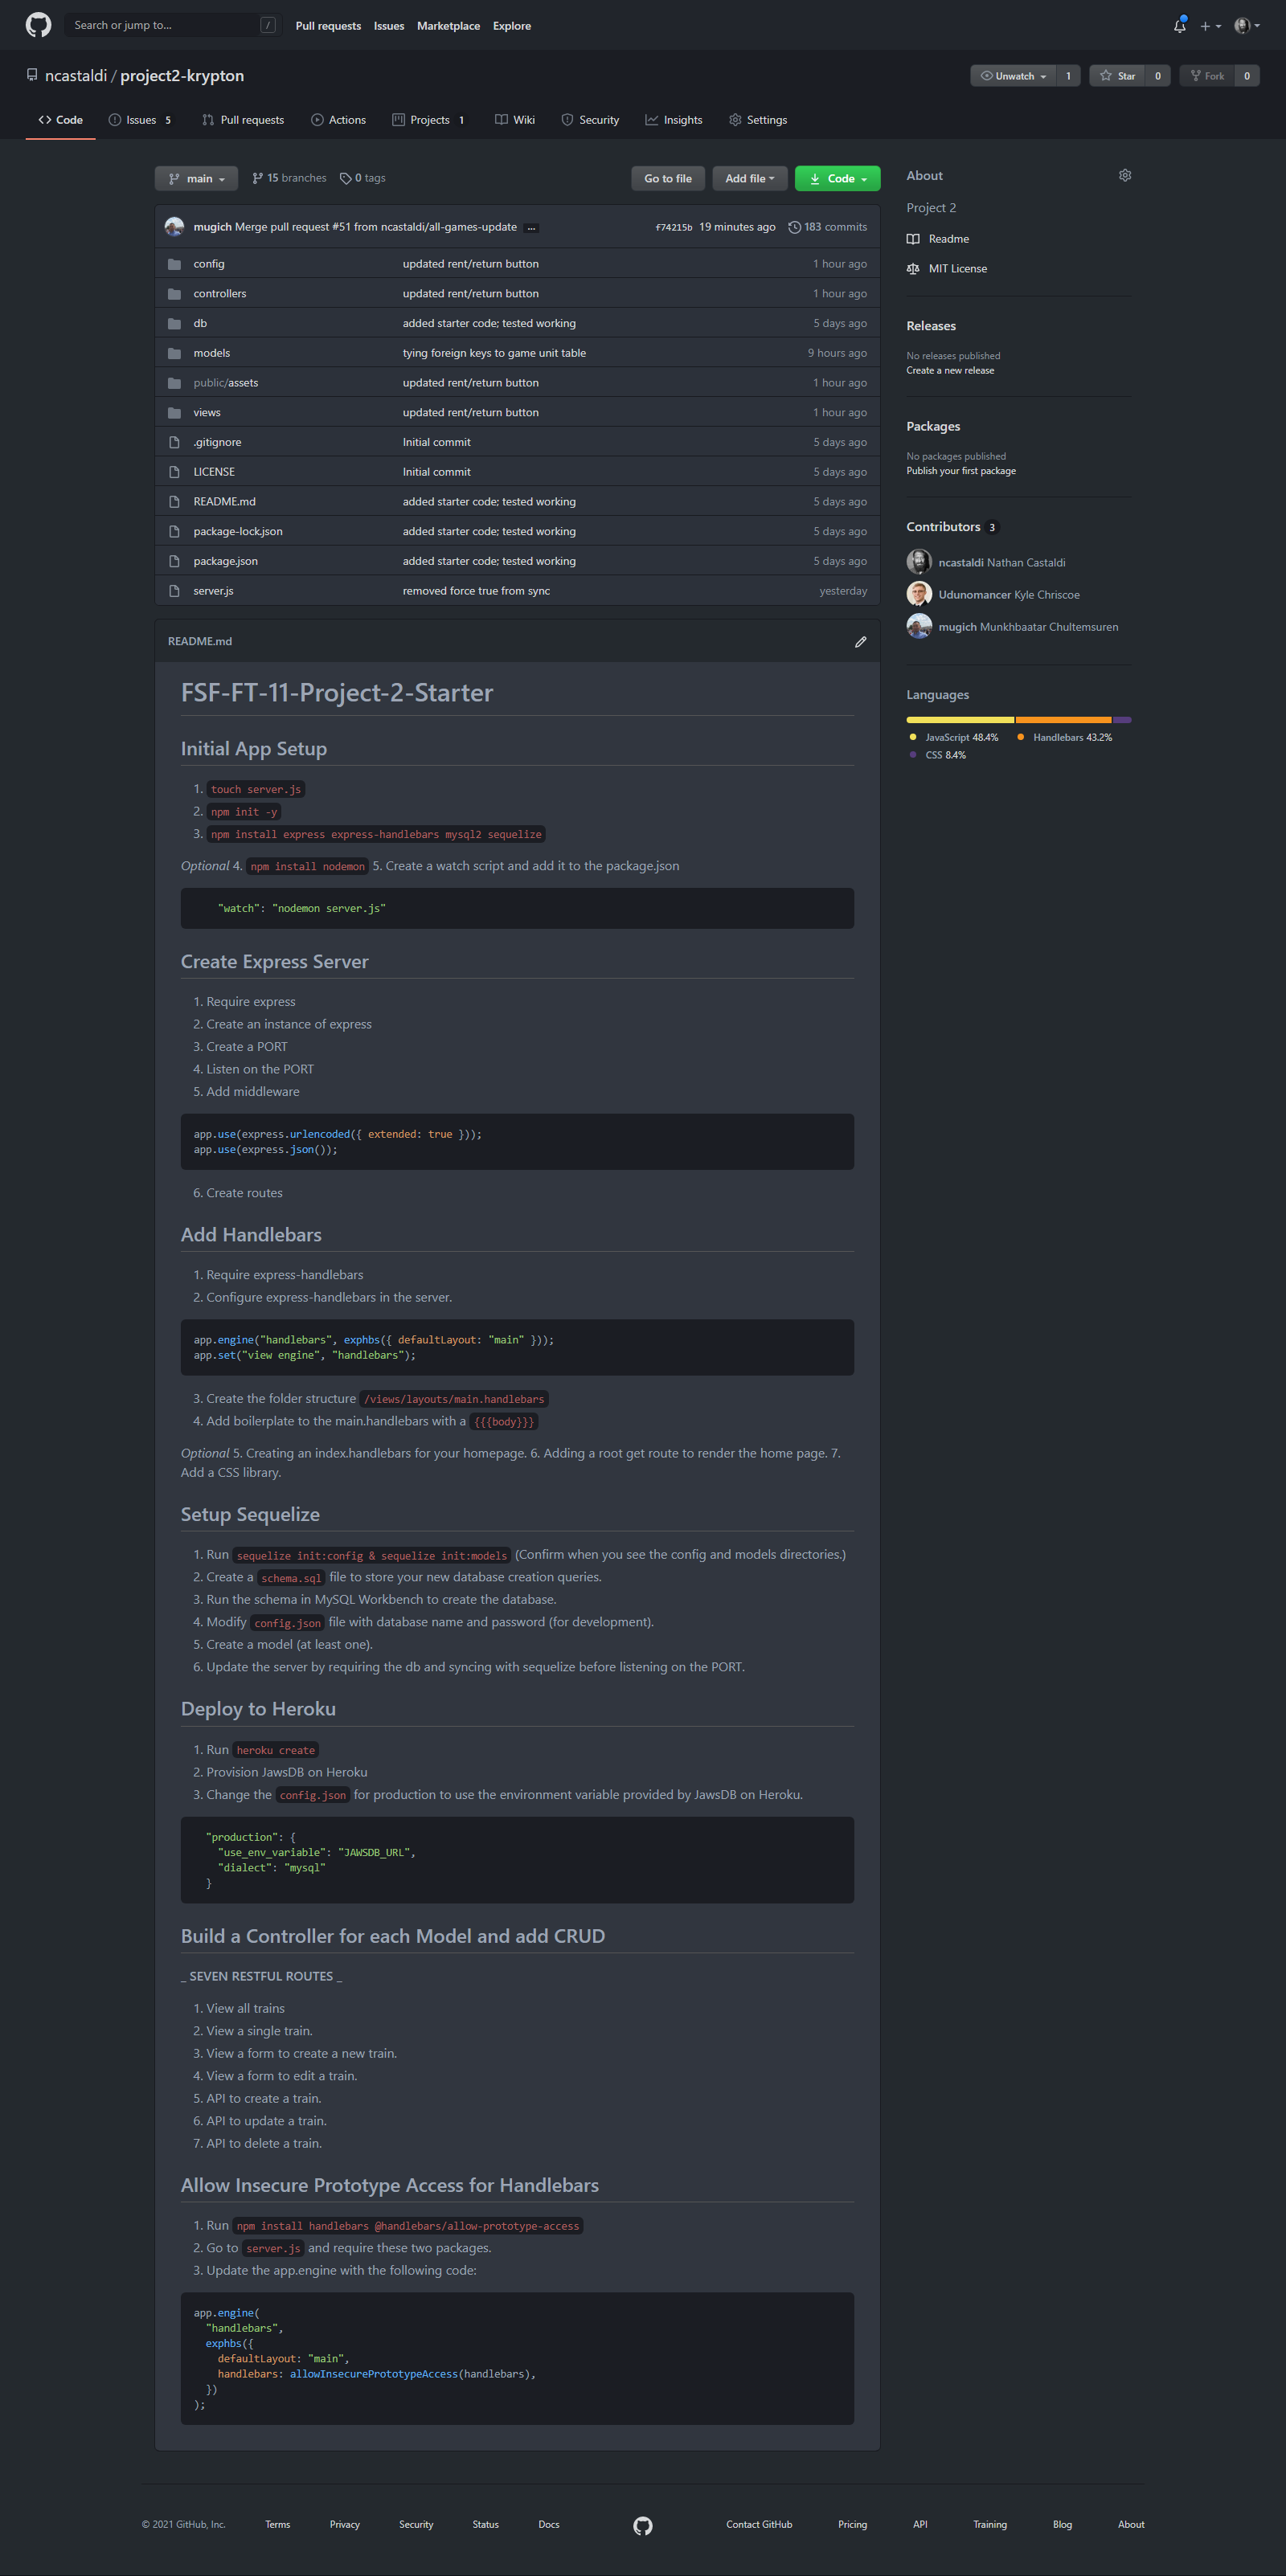 Search or jump to... /
Pull requests Issues Marketplace Explore
ncastaldi / project2-krypton
Unwatch 1 Star 0 Fork 0
Code Issues 5 Pull requests Actions Projects 1 Wiki Security Insights Settings
main 15 branches 0 tags Go to file Add file Code
mugich Merge pull request #51 from ncastaldi/all-games-update ... f74215b 19 minutes ago 183 commits
config updated rent/return button 1 hour ago
controllers updated rent/return button 1 hour ago
db added starter code; tested working 5 days ago
models tying foreign keys to game unit table 9 hours ago
public/assets updated rent/return button 1 hour ago
views updated rent/return button 1 hour ago
.gitignore Initial commit 5 days ago
LICENSE Initial commit 5 days ago
README.md added starter code; tested working 5 days ago
package-lock.json added starter code; tested working 5 days ago
package.json added starter code; tested working 5 days ago
server.js removed force true from sync yesterday
About
Project 2
Readme
MIT License
Releases
No releases published
Create a new release
Packages
No packages published
Publish your first package
Contributors 3
ncastaldi Nathan Castaldi
Udunomancer Kyle Chriscoe
mugich Munkhbaatar Chultemsuren
Languages
JavaScript 48.4% Handlebars 43.2%
CSS 8.4%
README.md
FSF-FT-11-Project-2-Starter
Initial App Setup
1. touch server.js
2. npm init -y
3. npm install express express-handlebars mysql2 sequelize
Optional 4. npm install nodemon 5. Create a watch script and add it to the package.json
"watch": "nodemon server.js"
Create Express Server
1. Require express
2. Create an instance of express
3. Create a PORT
4. Listen on the PORT
5. Add middleware
app.use(express.urlencoded({ extended: true }));
app.use(express.json());
6. Create routes
Add Handlebars
1. Require express-handlebars
2. Configure express-handlebars in the server.
app.engine("handlebars", exphbs({ defaultLayout: "main" }));
app.set("view engine", "handlebars");
3. Create the folder structure /views/layouts/main.handlebars
4. Add boilerplate to the main.handlebars with a {{{body}}}
Optional 5. Creating an index.handlebars for your homepage. 6. Adding a root get route to render the home page. 7.
Add a CSS library.
Setup Sequelize
1. Run sequelize init:config & sequelize init:models (Confirm when you see the config and models directories.)
2. Create a schema.sql file to store your new database creation queries.
3. Run the schema in MySQL Workbench to create the database.
4. Modify config.json file with database name and password (for development).
5. Create a model (at least one).
6. Update the server by requiring the db and syncing with sequelize before listening on the PORT.
Deploy to Heroku
1. Run heroku create
2. Provision JawsDB on Heroku
3. Change the config.json for production to use the environment variable provided by JawsDB on Heroku.
"production": {
"use_env_variable": "JAWSDB_URL",
"dialect": "mysql"
}
Build a Controller for each Model and add CRUD
_ SEVEN RESTFUL ROUTES _
1. View all trains
2. View a single train.
3. View a form to create a new train.
4. View a form to edit a train.
5. API to create a train.
6. API to update a train.
7. API to delete a train.
Allow Insecure Prototype Access for Handlebars
1. Run npm install handlebars @handlebars/allow-prototype-access
2. Go to server.js and require these two packages.
3. Update the app.engine with the following code:
app.engine(
"handlebars",
exphbs({
defaultLayout: "main",
handlebars: allowInsecurePrototypeAccess(handlebars),
})
);
© 2021 GitHub, Inc. Terms Privacy Security Status Docs Contact GitHub Pricing API Training Blog About